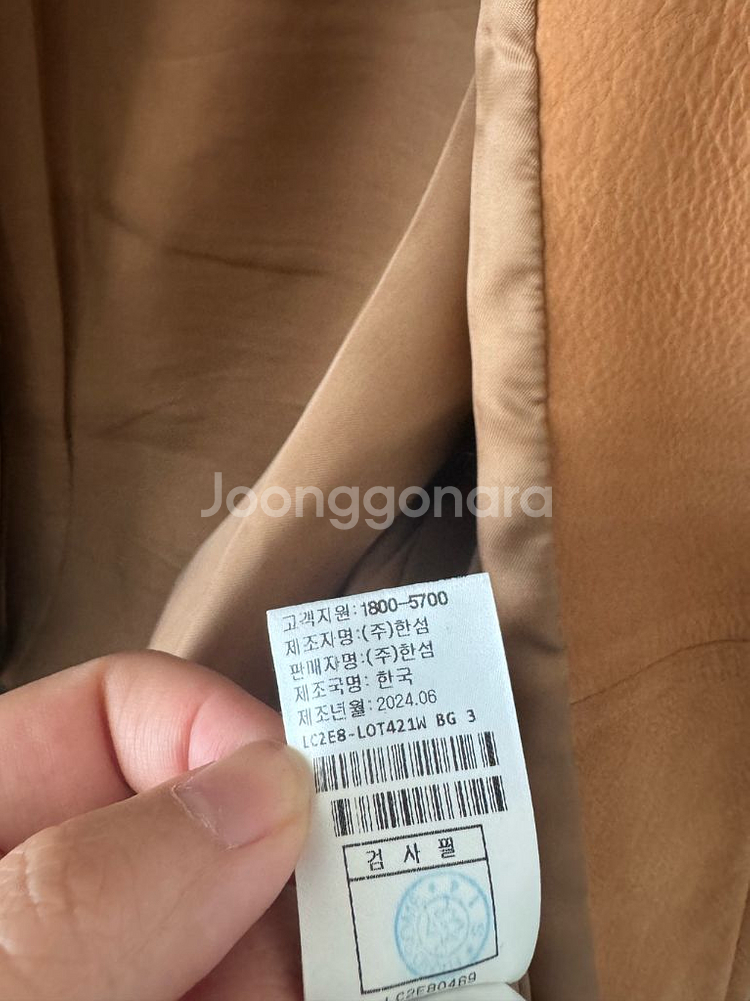 Joonggonara
고객지원:1800-5700
제조자명:(주)한섬
판매자명:(주)한섬
제조국명: 한국
제조년월: 2024.06
LC2E8-LOT421W BG 3
검 사 필
LC2E80469